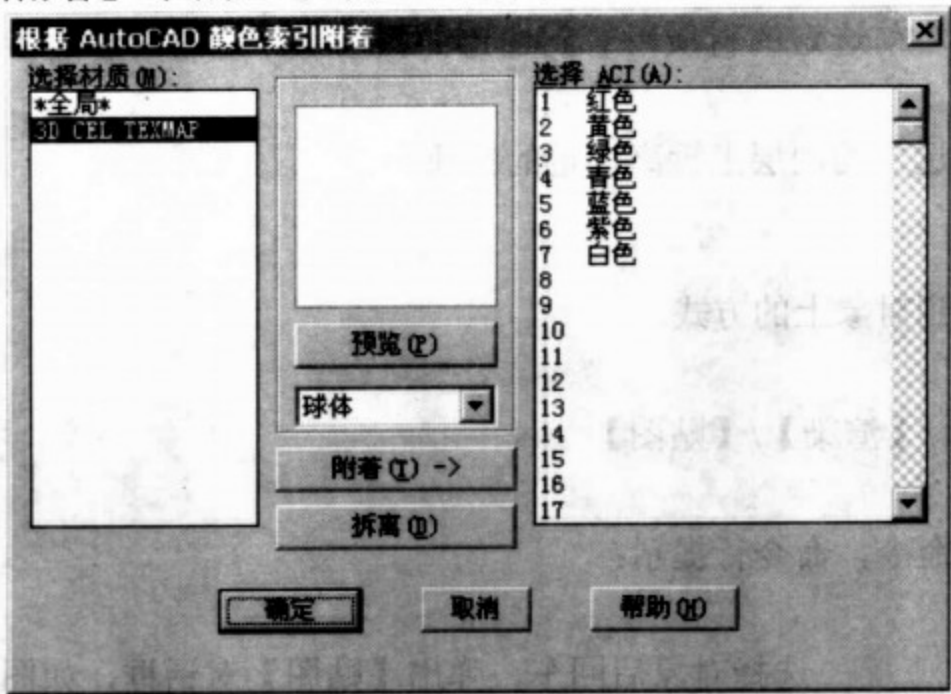 根据 AutoCAD 颜色索引附着
选择材质(M):
*全局*
3D CEL TEXMAP
预览(P)
球体
附着(T) ->
拆离(D)
选择 ACI(A):
1 红色
2 黄色
3 绿色
4 青色
5 蓝色
6 紫色
7 白色
8
9
10
11
12
13
14
15
16
17
确定
取消
帮助(H)